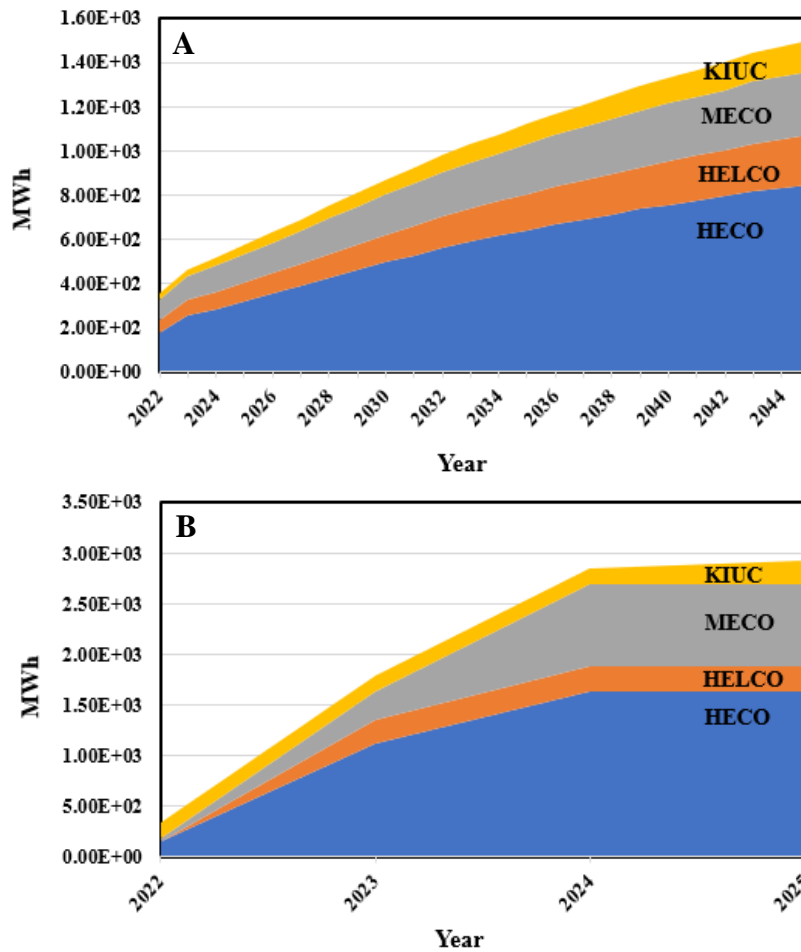 A
1.60E+03
1.40E+03
1.20E+03
1.00E+03
8.00E+02
6.00E+02
4.00E+02
2.00E+02
0.00E+00
MWh
KIUC
MECO
HELCO
HECO
2022 2024 2026 2028 2030 2032 2034 2036 2038 2040 2042 2044
Year
B
3.50E+03
3.00E+03
2.50E+03
2.00E+03
1.50E+03
1.00E+03
5.00E+02
0.00E+00
MWh
KIUC
MECO
HELCO
HECO
2022 2023 2024 2025
Year